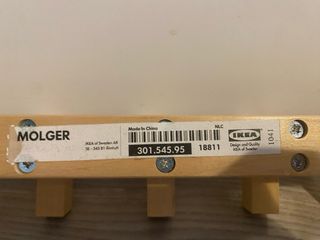 MOLGER
IKEA of Sweden AB
SE - 343 81 Älmhult
Made in China
NLC
301.545.95
18811
IKEA
Design and Quality
IKEA of Sweden
1041